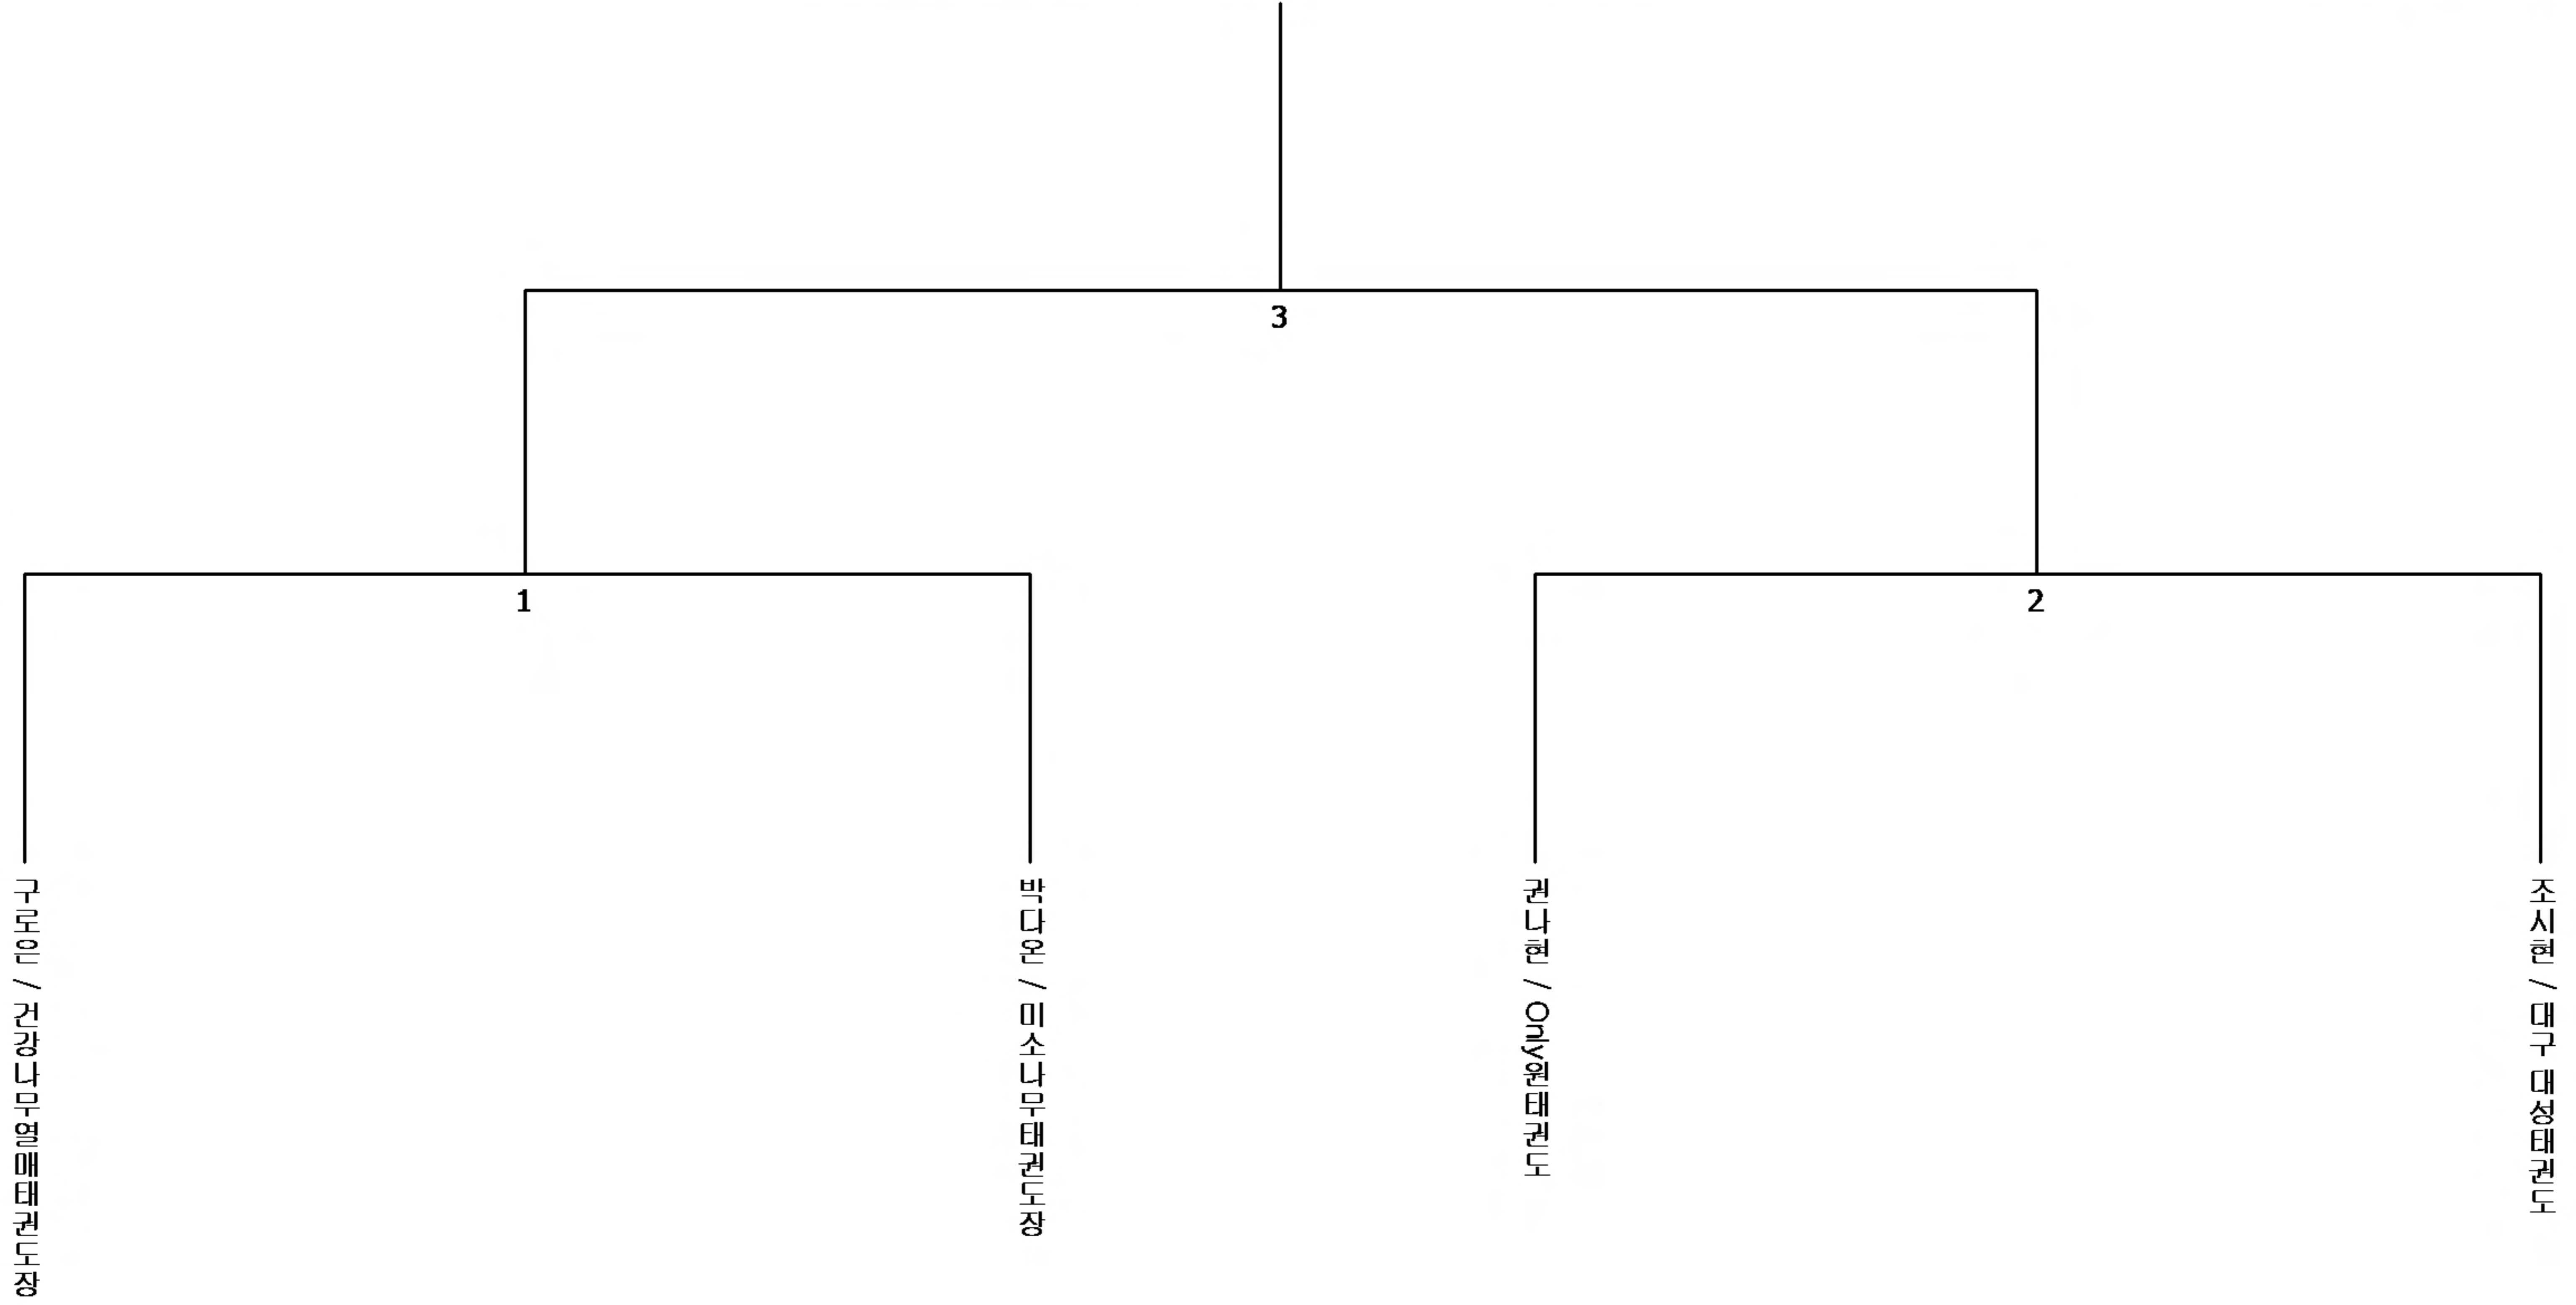 3
1
2
구로은 / 건강나무열매태권도장
박다온 / 미소나무태권도장
권나현 / Only원태권도
조시현 / 대구 대성태권도